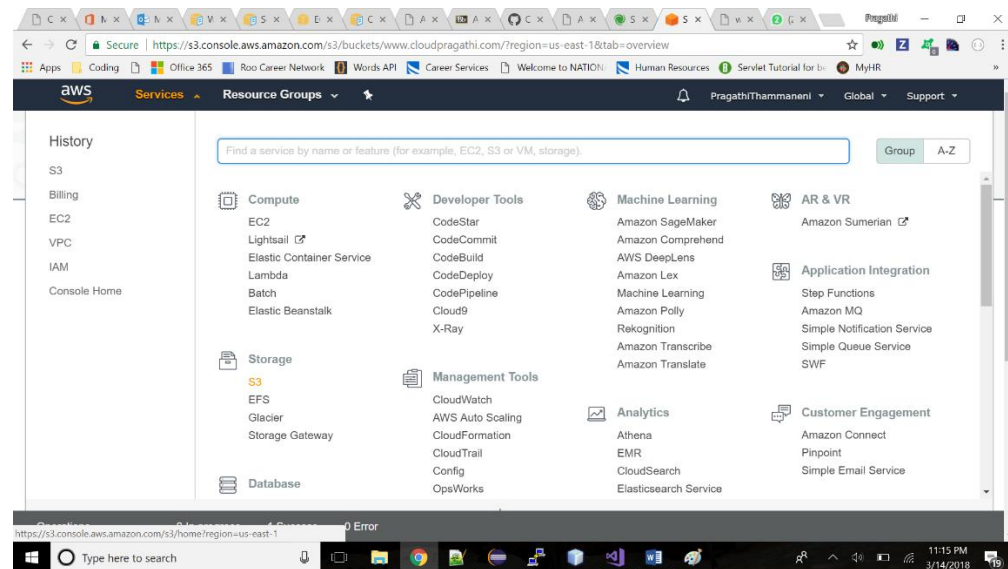 Pragathi
Secure https://s3.console.aws.amazon.com/s3/buckets/www.cloudpragathi.com/?region=us-east-1&tab=overview
Apps Coding Office 365 Roo Career Network Words API Career Services Welcome to NATION Human Resources Servlet Tutorial for be MyHR »
aws Services Resource Groups PragathiThammaneni Global Support
History
S3
Billing
EC2
VPC
IAM
Console Home
Find a service by name or feature (for example, EC2, S3 or VM, storage).
Group A-Z
Compute
EC2
Lightsail
Elastic Container Service
Lambda
Batch
Elastic Beanstalk
Storage
S3
EFS
Glacier
Storage Gateway
Database
Developer Tools
CodeStar
CodeCommit
CodeBuild
CodeDeploy
CodePipeline
Cloud9
X-Ray
Management Tools
CloudWatch
AWS Auto Scaling
CloudFormation
CloudTrail
Config
OpsWorks
Machine Learning
Amazon SageMaker
Amazon Comprehend
AWS DeepLens
Amazon Lex
Machine Learning
Amazon Polly
Rekognition
Amazon Transcribe
Amazon Translate
Analytics
Athena
EMR
CloudSearch
Elasticsearch Service
AR & VR
Amazon Sumerian
Application Integration
Step Functions
Amazon MQ
Simple Notification Service
Simple Queue Service
SWF
Customer Engagement
Amazon Connect
Pinpoint
Simple Email Service
0 Error
https://s3.console.aws.amazon.com/s3/home?region=us-east-1
Type here to search
11:15 PM
3/14/2018